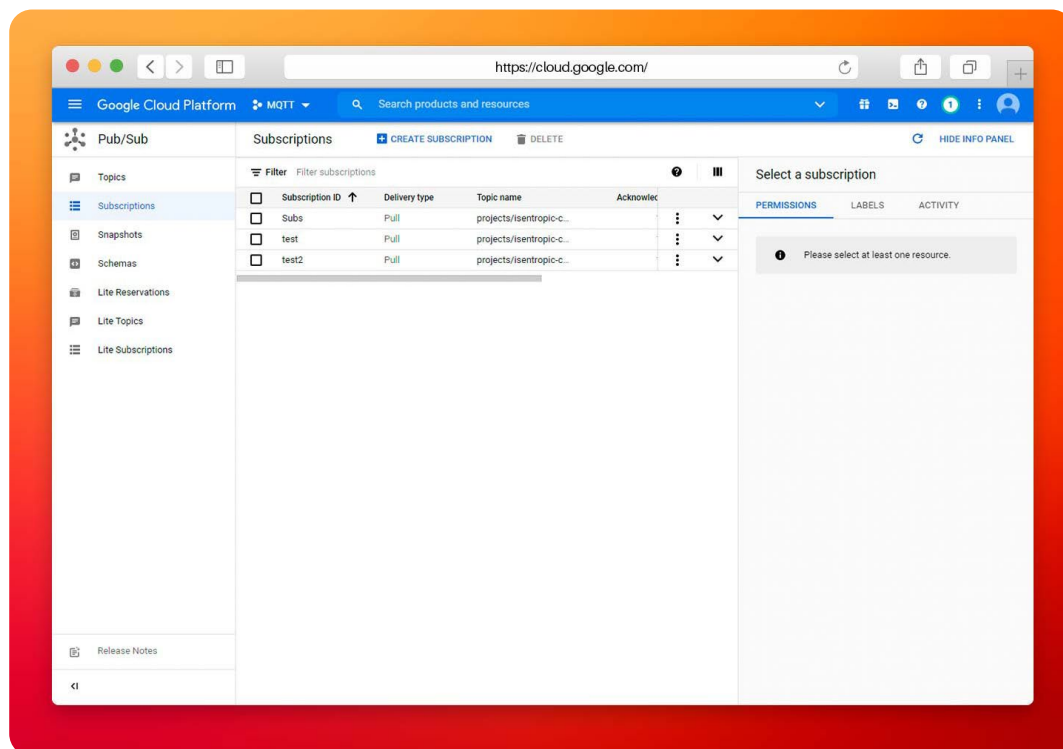 https://cloud.google.com/
Google Cloud Platform MQTT Search products and resources 1
Pub/Sub
Topics
Subscriptions
Snapshots
Schemas
Lite Reservations
Lite Topics
Lite Subscriptions
Release Notes
Subscriptions CREATE SUBSCRIPTION DELETE HIDE INFO PANEL
Filter Filter subscriptions
Subscription ID Delivery type Topic name Acknowled
Subs Pull projects/isentropic-c...
test Pull projects/isentropic-c...
test2 Pull projects/isentropic-c...
Select a subscription
PERMISSIONS LABELS ACTIVITY
Please select at least one resource.